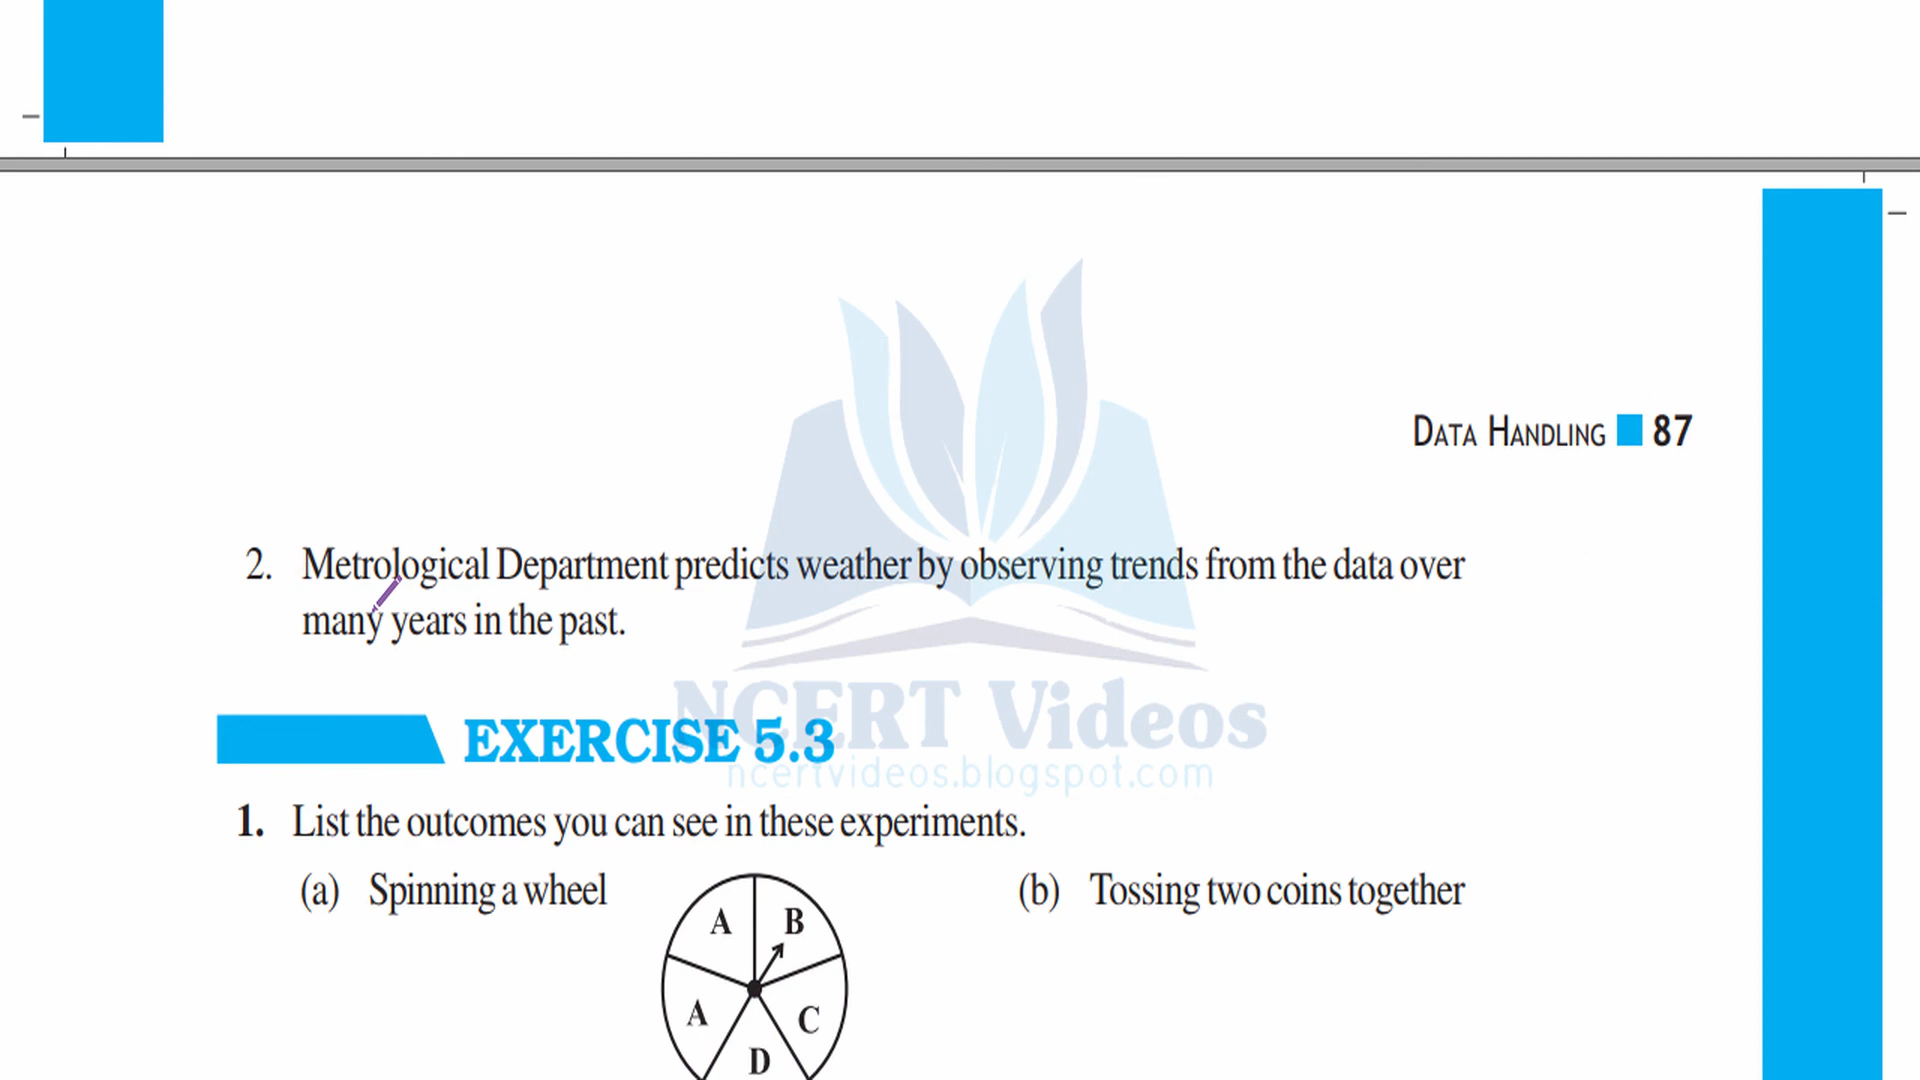 DATA HANDLING 87
2. Metrological Department predicts weather by observing trends from the data over
many years in the past.
NCERT Videos
EXERCISE 5.3
ncertvideos.blogspot.com
1. List the outcomes you can see in these experiments.
(a) Spinning a wheel (b) Tossing two coins together
A B
A C
D